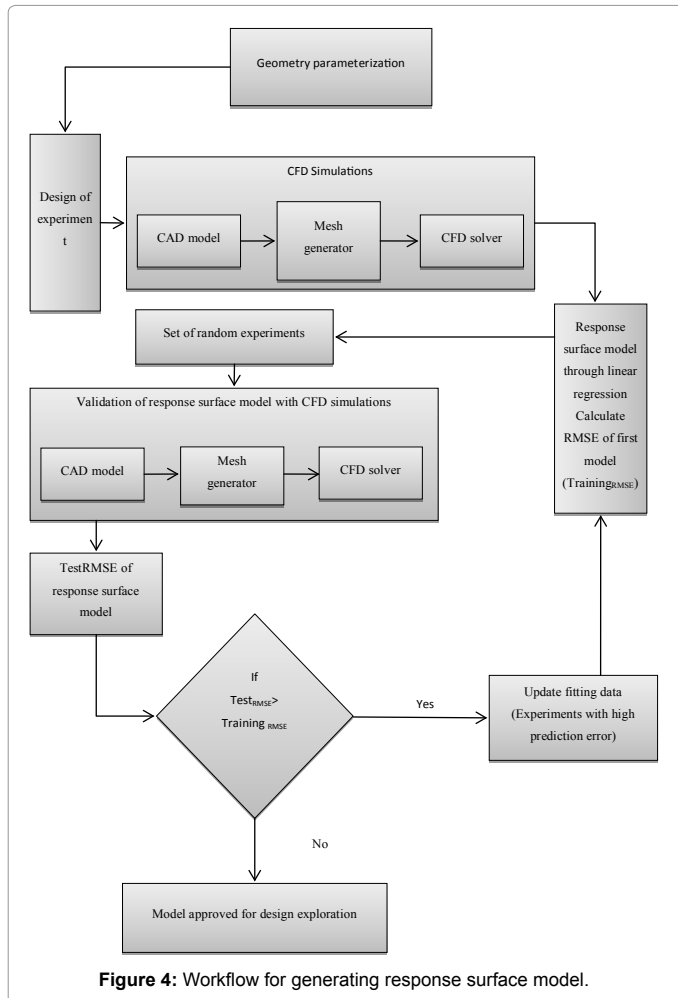 Geometry parameterization
Design of
experimen
t
CFD Simulations
CAD model
Mesh
generator
CFD solver
Response
surface model
through linear
regression
Calculate
RMSE of first
model
(TrainingRMSE)
Set of random experiments
Validation of response surface model with CFD simulations
CAD model
Mesh
generator
CFD solver
TestRMSE of
response surface
model
If
TestRMSE>
Training RMSE
Yes
Update fitting data
(Experiments with high
prediction error)
No
Model approved for design exploration
Figure 4: Workflow for generating response surface model.